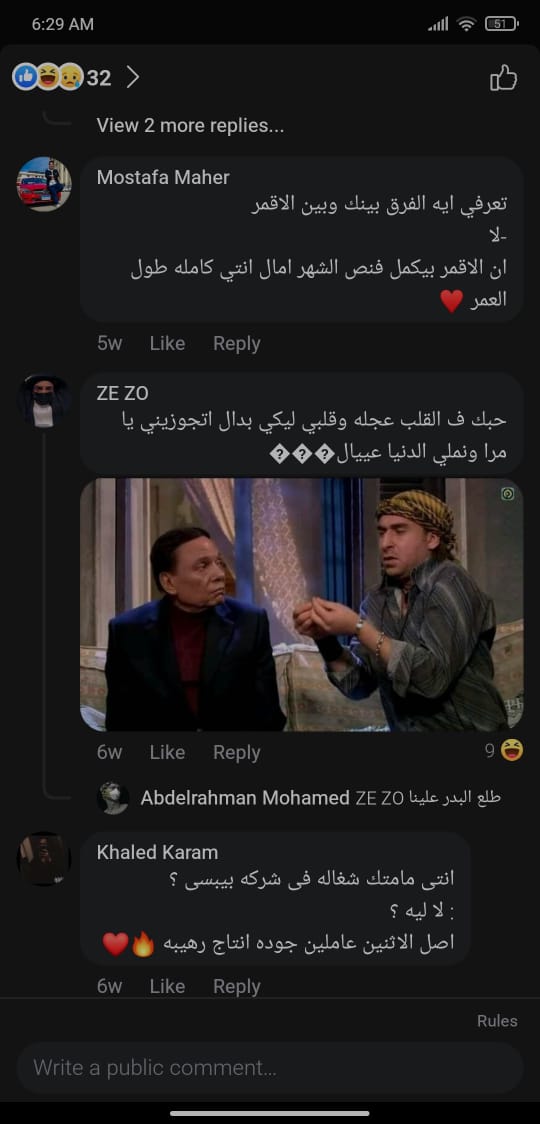 6:29 AM
51
32
View 2 more replies...
Mostafa Maher
تعرفي ايه الفرق بينك وبين الاقمر
-لا
ان الاقمر بيكمل فنص الشهر امال انتي كامله طول
العمر ♥️
5w Like Reply
ZE ZO
حبك ف القلب عجله وقلبي ليكي بدال اتجوزيني يا
مرا ونملي الدنيا عييال���
6w Like Reply
9 😆
Abdelrahman Mohamed ZE ZO طلع البدر علينا
Khaled Karam
انتى مامتك شغاله فى شركه بيبسى ؟
: لا ليه ؟
اصل الاثنين عاملين جوده انتاج رهيبه 🔥♥️
6w Like Reply
Rules
Write a public comment...